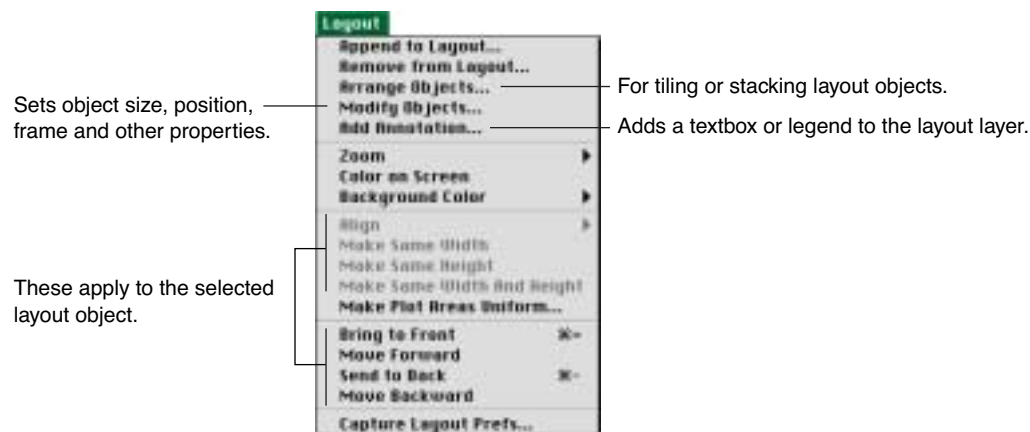 Layout
Append to Layout...
Remove from Layout...
Arrange Objects...
Modify Objects...
Add Annotation...
Zoom
Color on Screen
Background Color
Align
Make Same Width
Make Same Height
Make Same Width And Height
Make Plot Areas Uniform...
Bring to Front ⌘=
Move Forward
Send to Back ⌘-
Move Backward
Capture Layout Prefs...
Sets object size, position,
frame and other properties.
These apply to the selected
layout object.
For tiling or stacking layout objects.
Adds a textbox or legend to the layout layer.